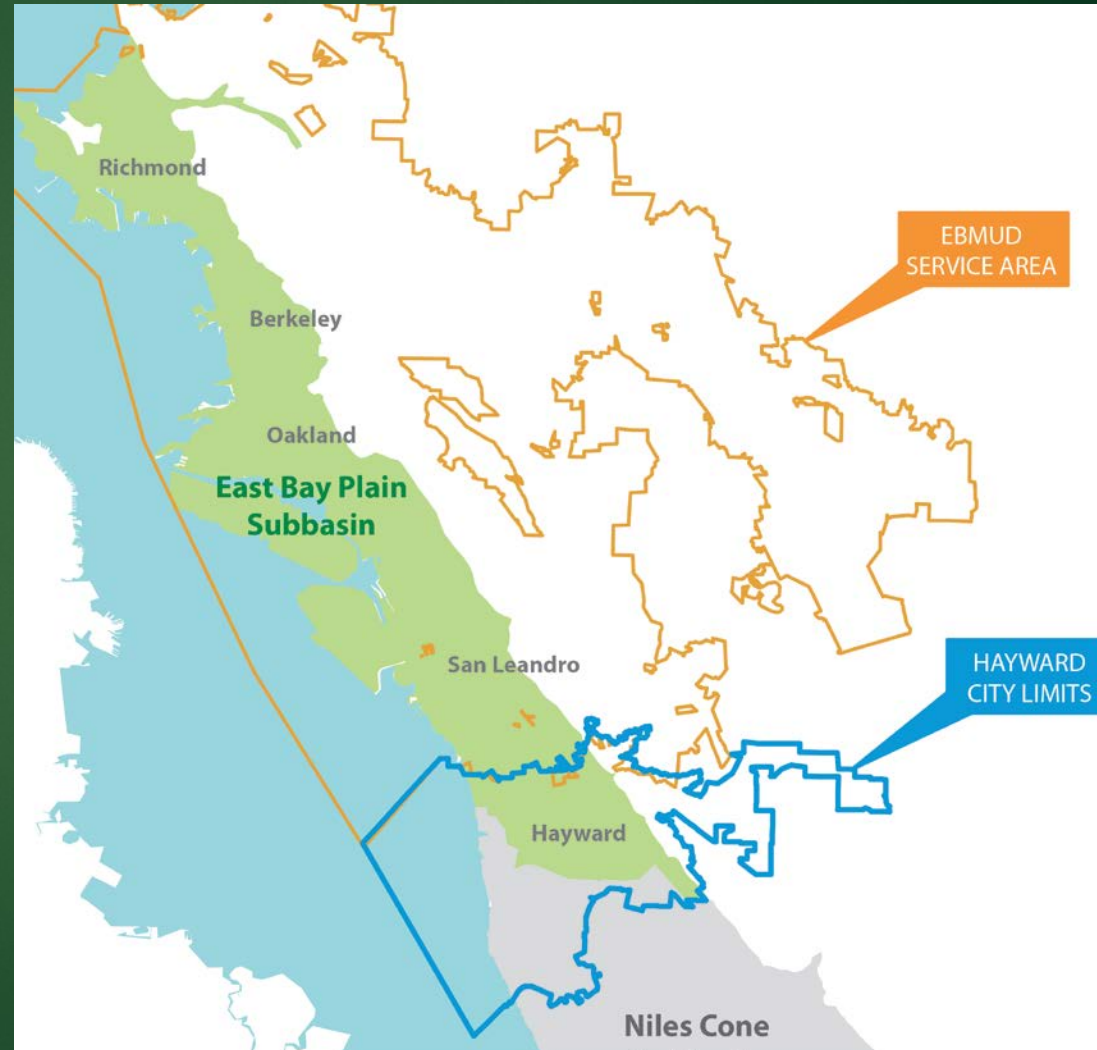 Richmond
EBMUD
SERVICE AREA
Berkeley
Oakland
East Bay Plain
Subbasin
San Leandro
HAYWARD
CITY LIMITS
Hayward
Niles Cone